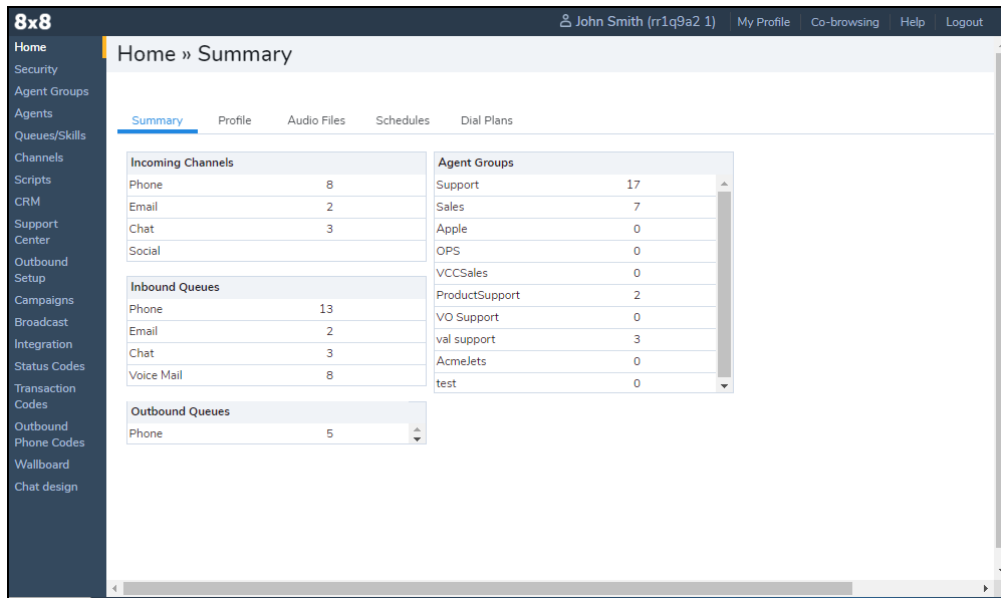 8x8
John Smith (rr1q9a2 1) My Profile Co-browsing Help Logout
Home
Security
Agent Groups
Agents
Queues/Skills
Channels
Scripts
CRM
Support
Center
Outbound
Setup
Campaigns
Broadcast
Integration
Status Codes
Transaction
Codes
Outbound
Phone Codes
Wallboard
Chat design
Home » Summary
Summary Profile Audio Files Schedules Dial Plans
Incoming Channels
Phone 8
Email 2
Chat 3
Social
Inbound Queues
Phone 13
Email 2
Chat 3
Voice Mail 8
Outbound Queues
Phone 5
Agent Groups
Support 17
Sales 7
Apple 0
OPS 0
VCCSales 0
ProductSupport 2
VO Support 0
val support 3
AcmeJets 0
test 0